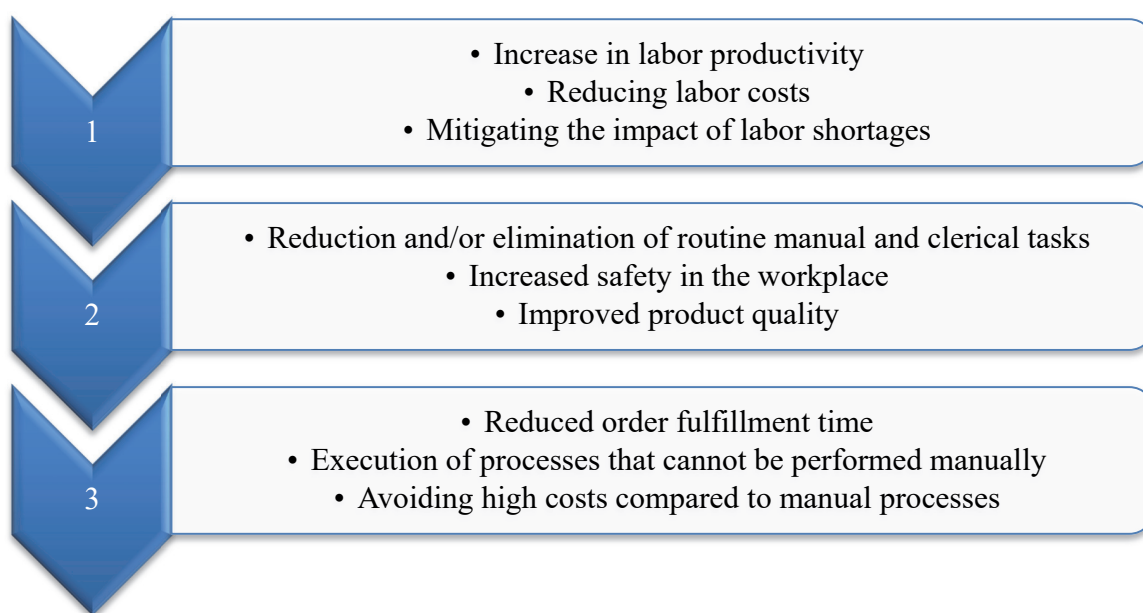 1
• Increase in labor productivity
• Reducing labor costs
• Mitigating the impact of labor shortages
2
• Reduction and/or elimination of routine manual and clerical tasks
• Increased safety in the workplace
• Improved product quality
3
• Reduced order fulfillment time
• Execution of processes that cannot be performed manually
• Avoiding high costs compared to manual processes